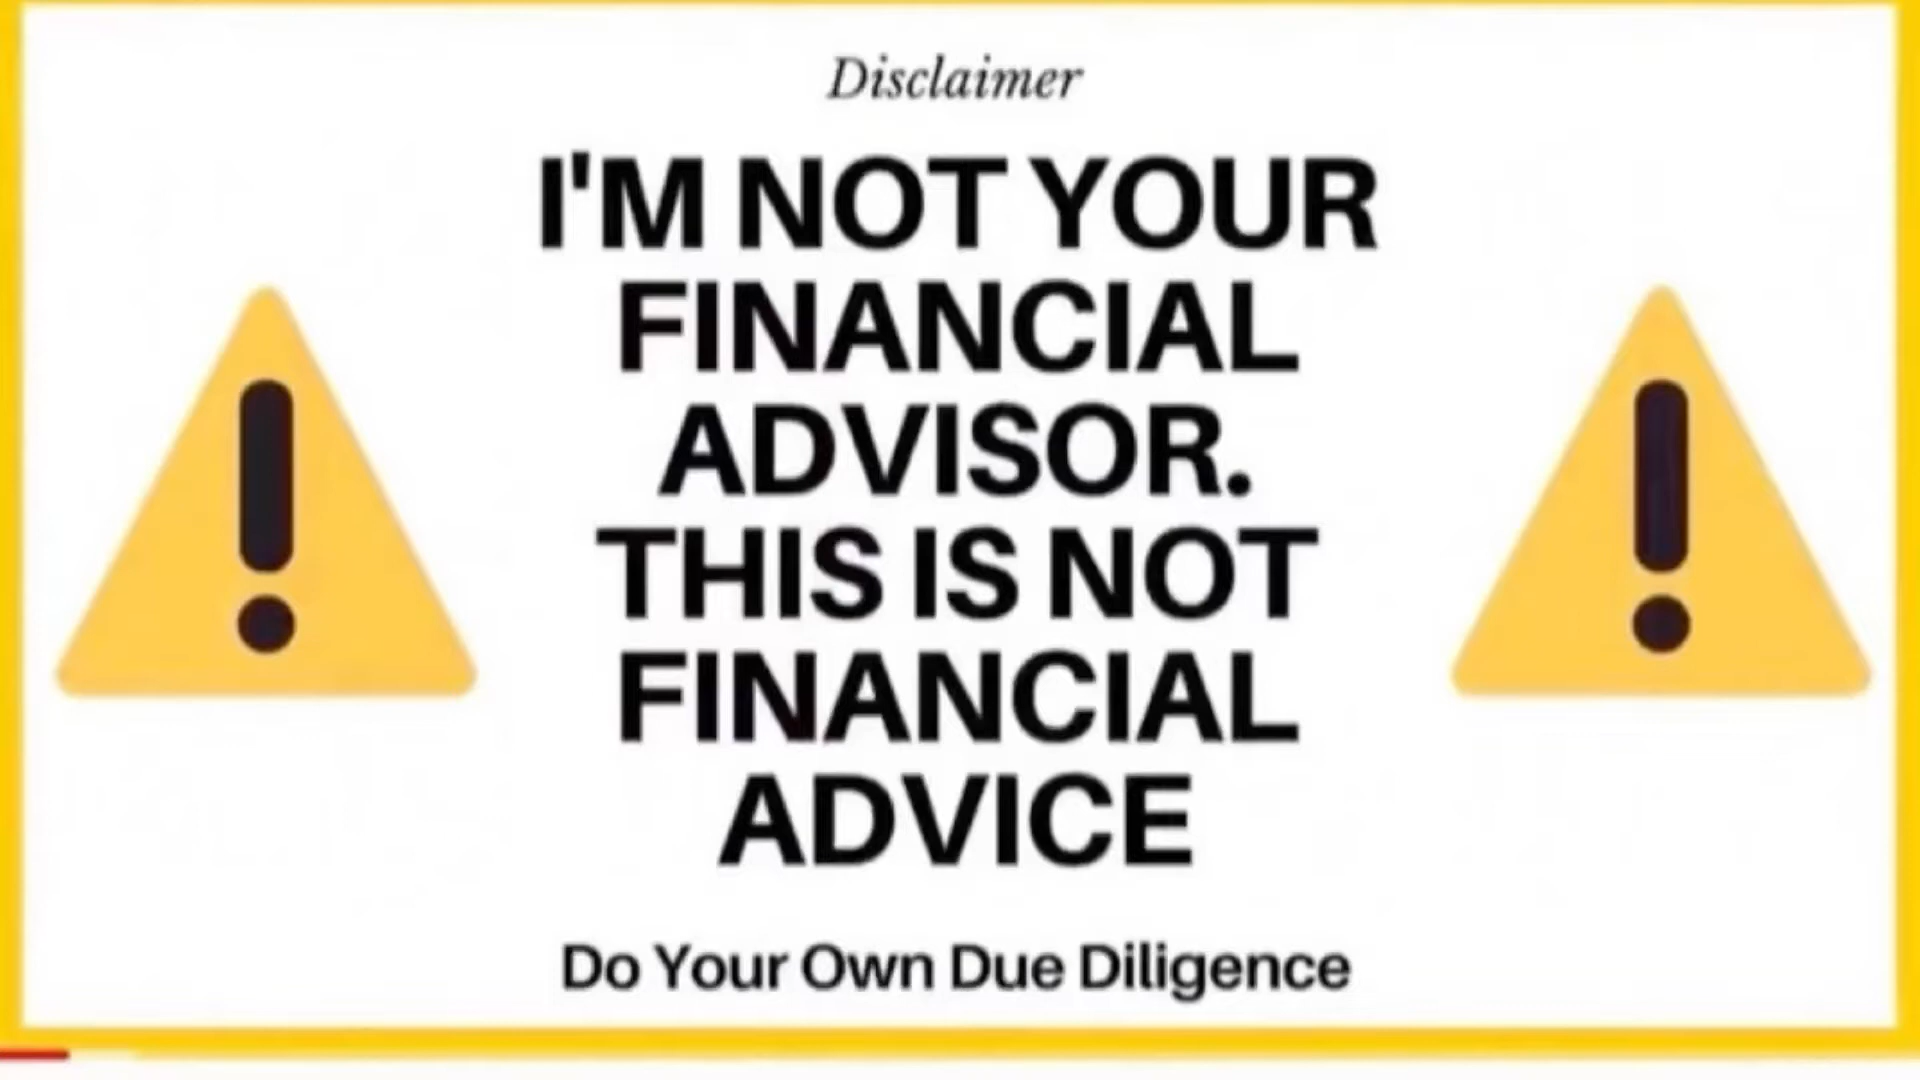 Disclaimer
I'M NOT YOUR
FINANCIAL
ADVISOR.
THIS IS NOT
FINANCIAL
ADVICE
Do Your Own Due Diligence